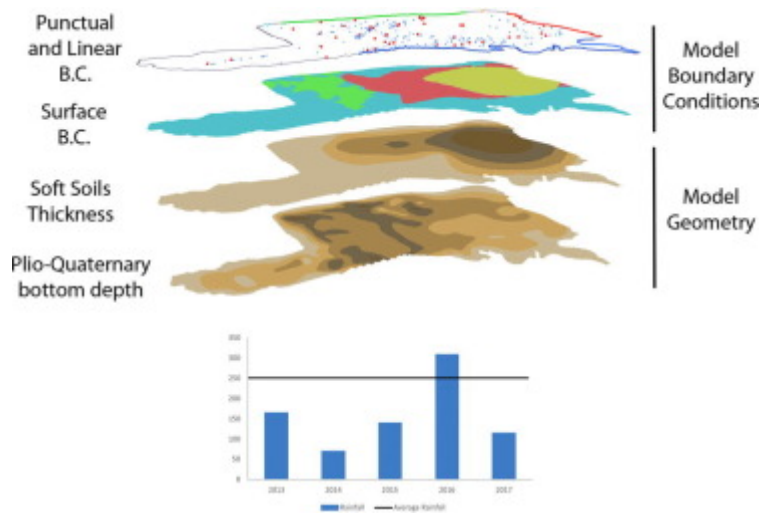 Punctual
and Linear
B.C.
Surface
B.C.
Soft Soils
Thickness
Plio-Quaternary
bottom depth
Model
Boundary
Conditions
Model
Geometry
350
300
250
200
150
100
50
0
2013 2014 2015 2016 2017
Rainfall Average Rainfall